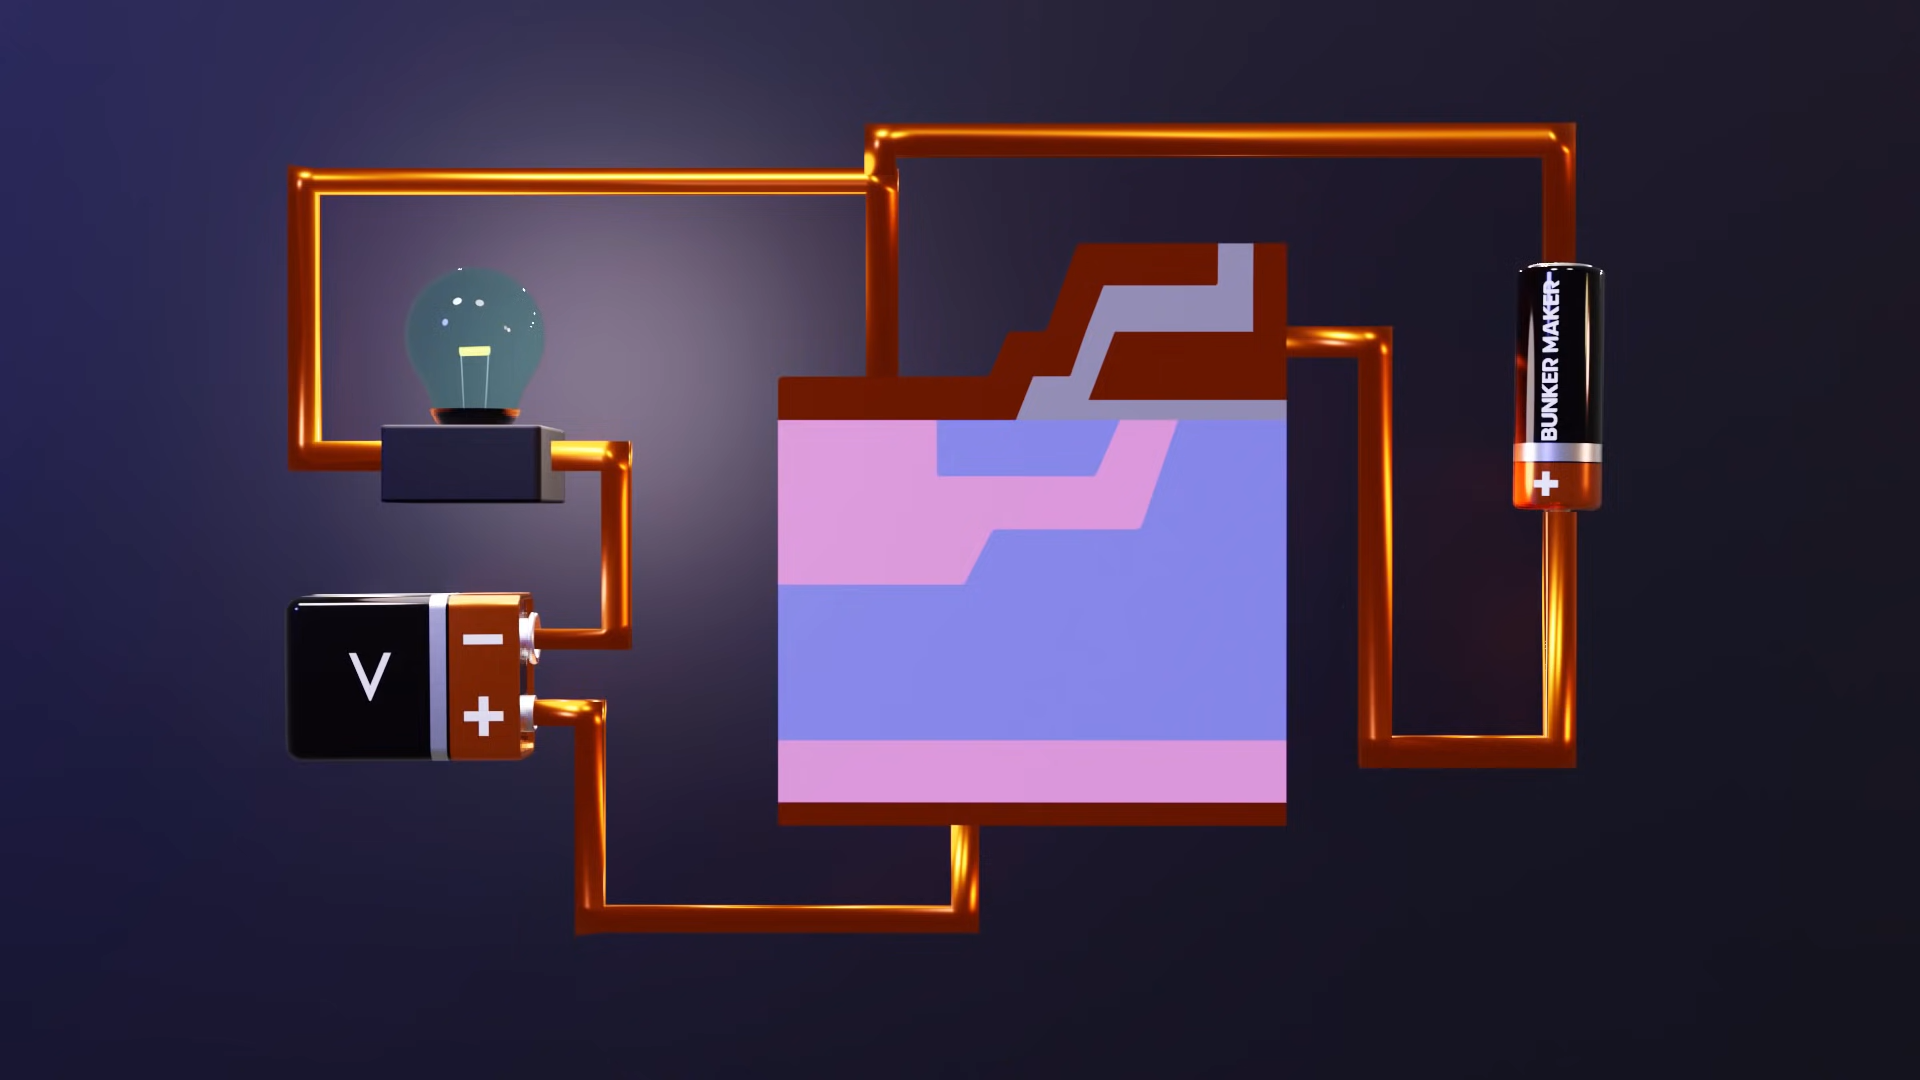 BUNKER MAKER
+
V
−
+